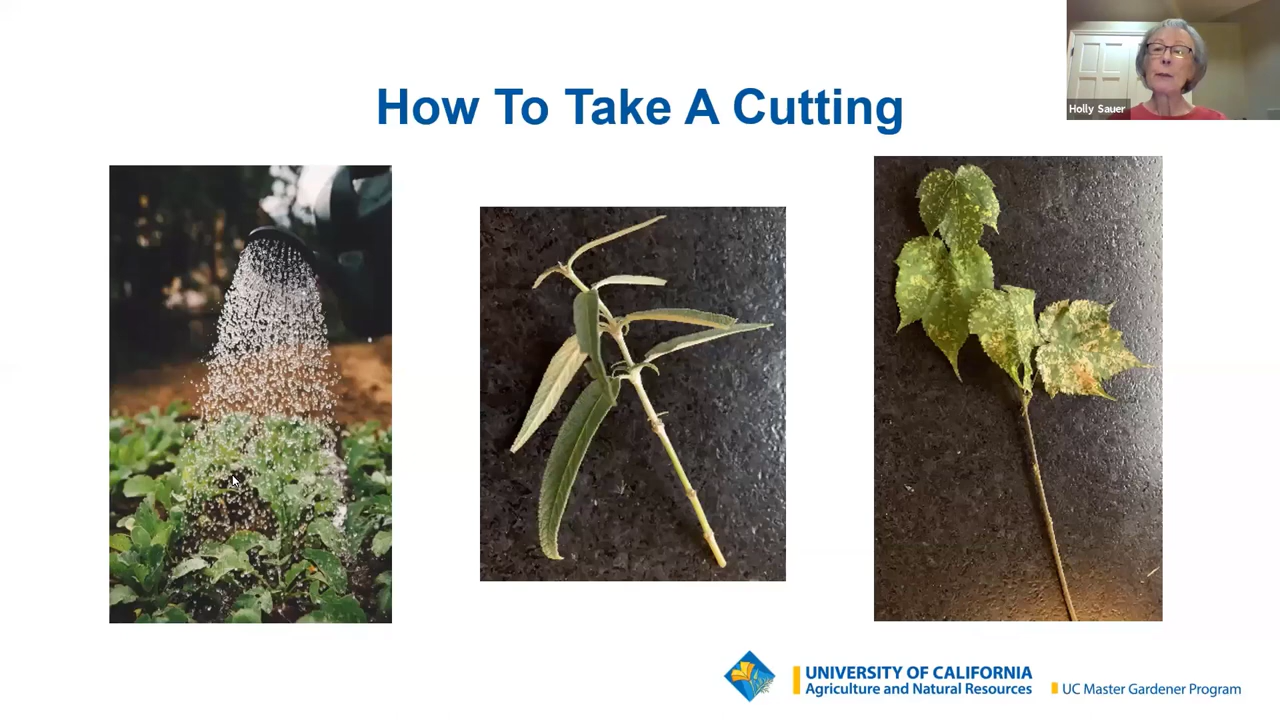 How To Take A Cutting
Holly Sauer
UNIVERSITY OF CALIFORNIA
Agriculture and Natural Resources
UC Master Gardener Program